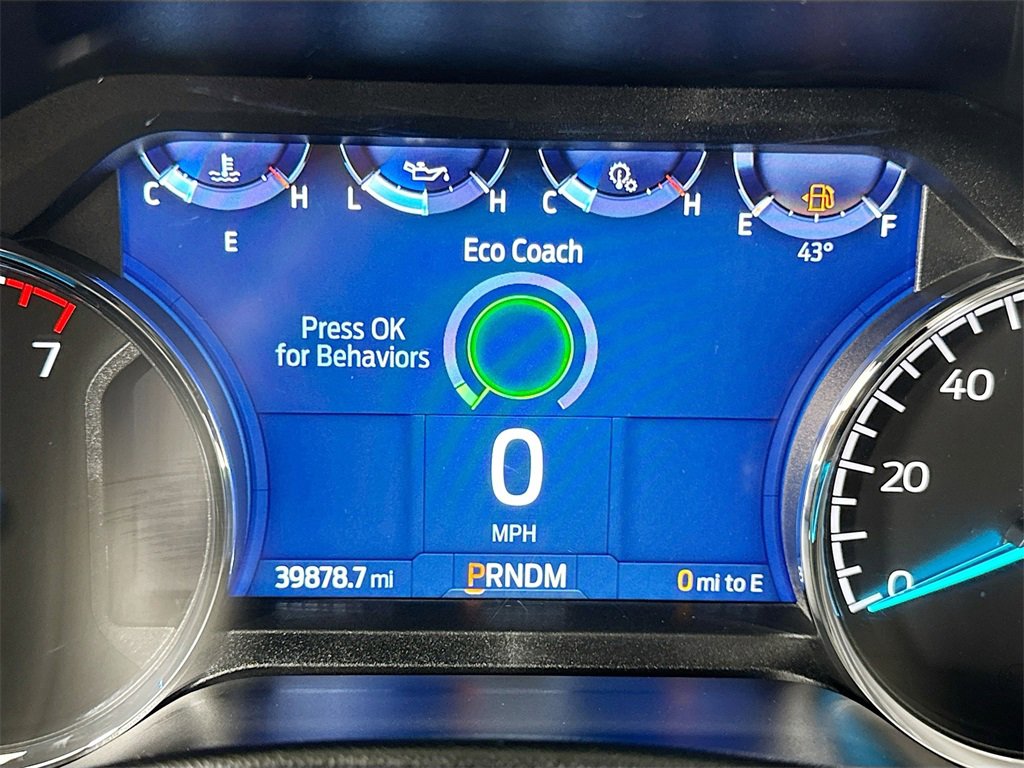 C H L H C H E F
E
43°
Eco Coach
Press OK
for Behaviors
7
40
20
0
0
MPH
39878.7 mi
PRNDM
0 mi to E